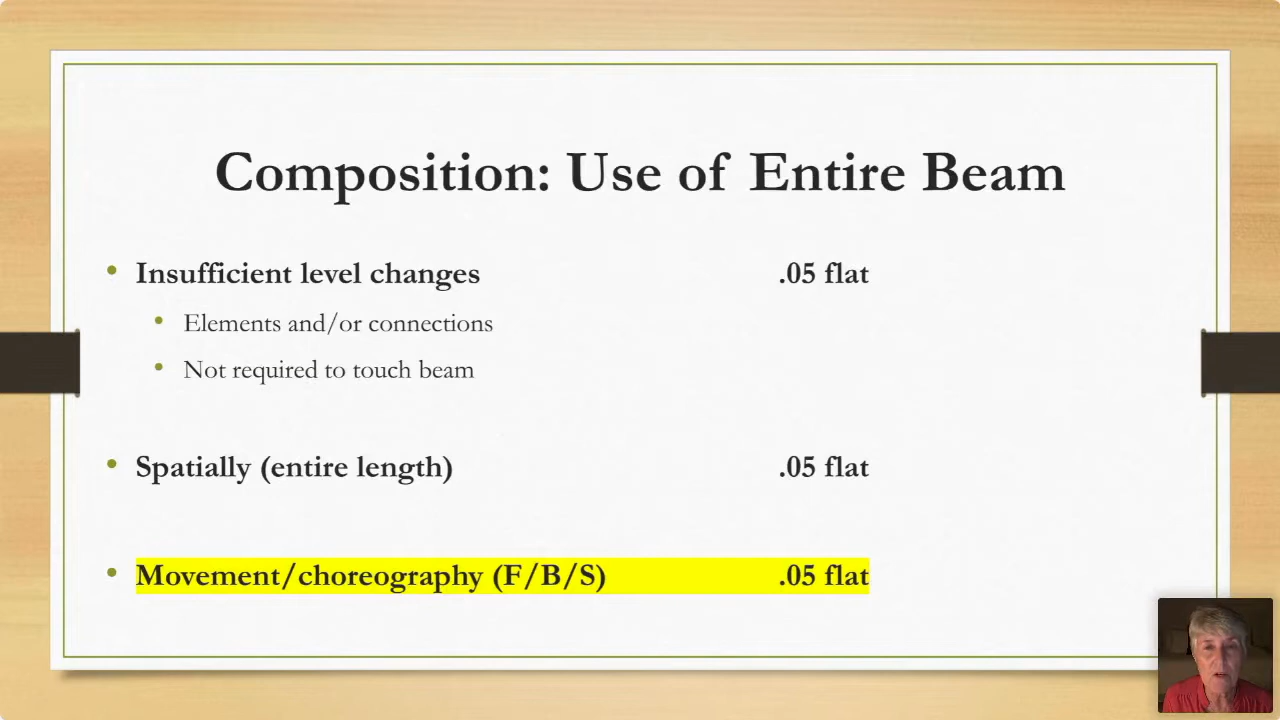 Composition: Use of Entire Beam
• Insufficient level changes .05 flat
• Elements and/or connections
• Not required to touch beam
• Spatially (entire length) .05 flat
• Movement/choreography (F/B/S) .05 flat